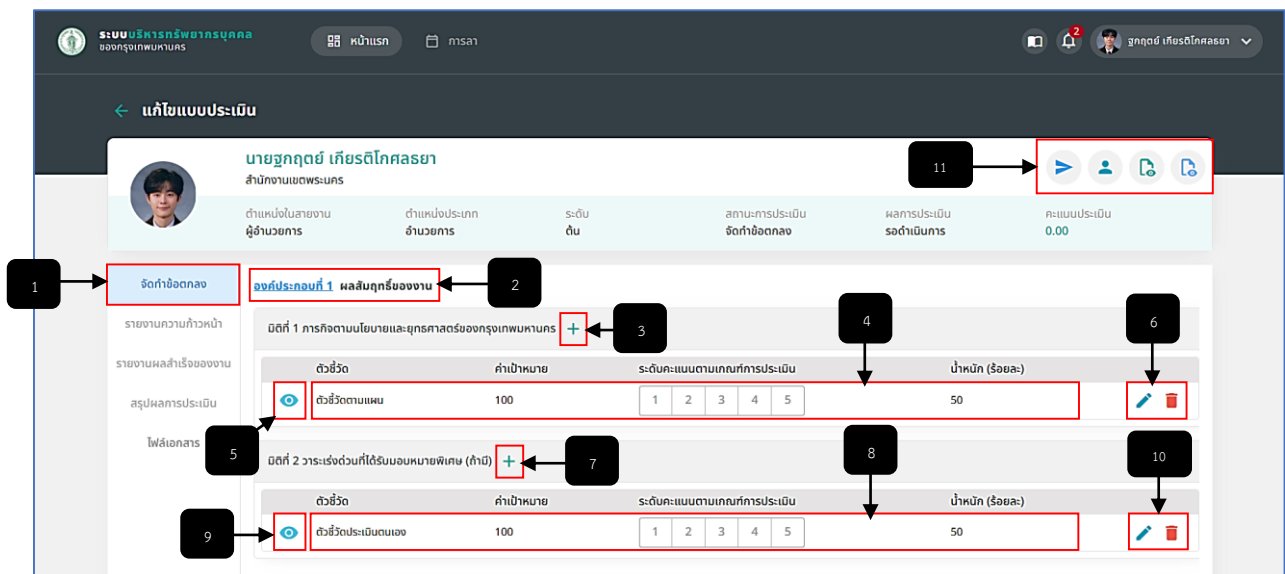 ระบบบริหารทรัพยากรบุคคล
ของกรุงเทพมหานคร
หน้าแรก
การลา
2
ฐกฤตย์ เกียรติโกศลธยา
แก้ไขแบบประเมิน
นายฐกฤตย์ เกียรติโกศลธยา
สำนักงานเขตพระนคร
11
ตำแหน่งในสายงาน ตำแหน่งประเภท ระดับ สถานะการประเมิน ผลการประเมิน คะแนนประเมิน
ผู้อำนวยการ อำนวยการ ต้น จัดทำข้อตกลง รอดำเนินการ 0.00
1
จัดทำข้อตกลง
รายงานความก้าวหน้า
รายงานผลสำเร็จของงาน
สรุปผลการประเมิน
ไฟล์เอกสาร
องค์ประกอบที่ 1 ผลสัมฤทธิ์ของงาน
2
มิติที่ 1 ภารกิจตามนโยบายและยุทธศาสตร์ของกรุงเทพมหานคร +
3
4
6
ตัวชี้วัด ค่าเป้าหมาย ระดับคะแนนตามเกณฑ์การประเมิน น้ำหนัก (ร้อยละ)
ตัวชี้วัดตามแผน 100 1 2 3 4 5 50
5
มิติที่ 2 วาระเร่งด่วนที่ได้รับมอบหมายพิเศษ (ถ้ามี) +
7
8
10
ตัวชี้วัด ค่าเป้าหมาย ระดับคะแนนตามเกณฑ์การประเมิน น้ำหนัก (ร้อยละ)
9
ตัวชี้วัดประเมินตนเอง 100 1 2 3 4 5 50